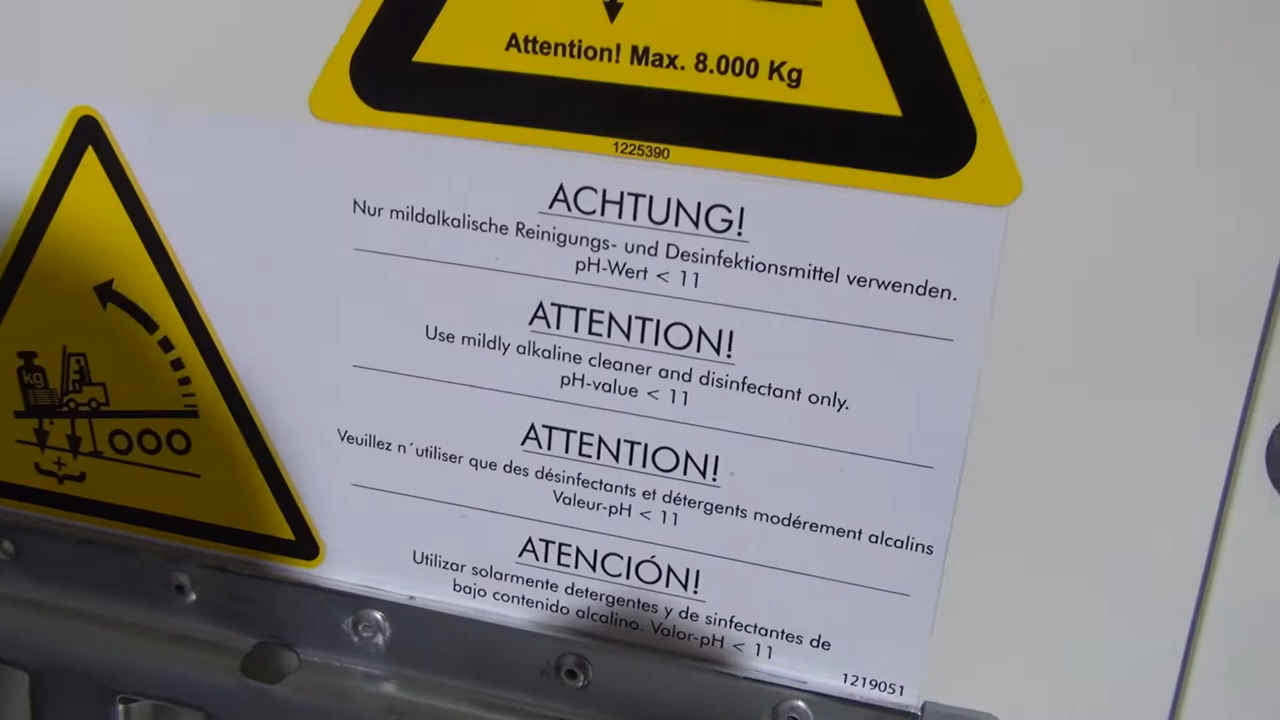 Attention! Max. 8.000 Kg
1225390
ACHTUNG!
Nur mildalkalische Reinigungs- und Desinfektionsmittel verwenden.
pH-Wert < 11
ATTENTION!
Use mildly alkaline cleaner and disinfectant only.
pH-value < 11
ATTENTION!
Veuillez n´utiliser que des désinfectants et détergents modérement alcalins
Valeur-pH < 11
ATENCIÓN!
Utilizar solarmente detergentes y de sinfectantes de
bajo contenido alcalino. Valor-pH < 11
1219051
kg